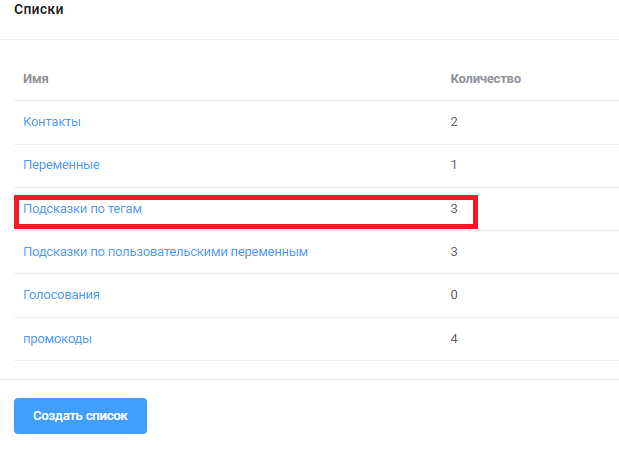 Списки
Имя Количество
Контакты 2
Переменные 1
Подсказки по тегам 3
Подсказки по пользовательскими переменным 3
Голосования 0
промокоды 4
Создать список